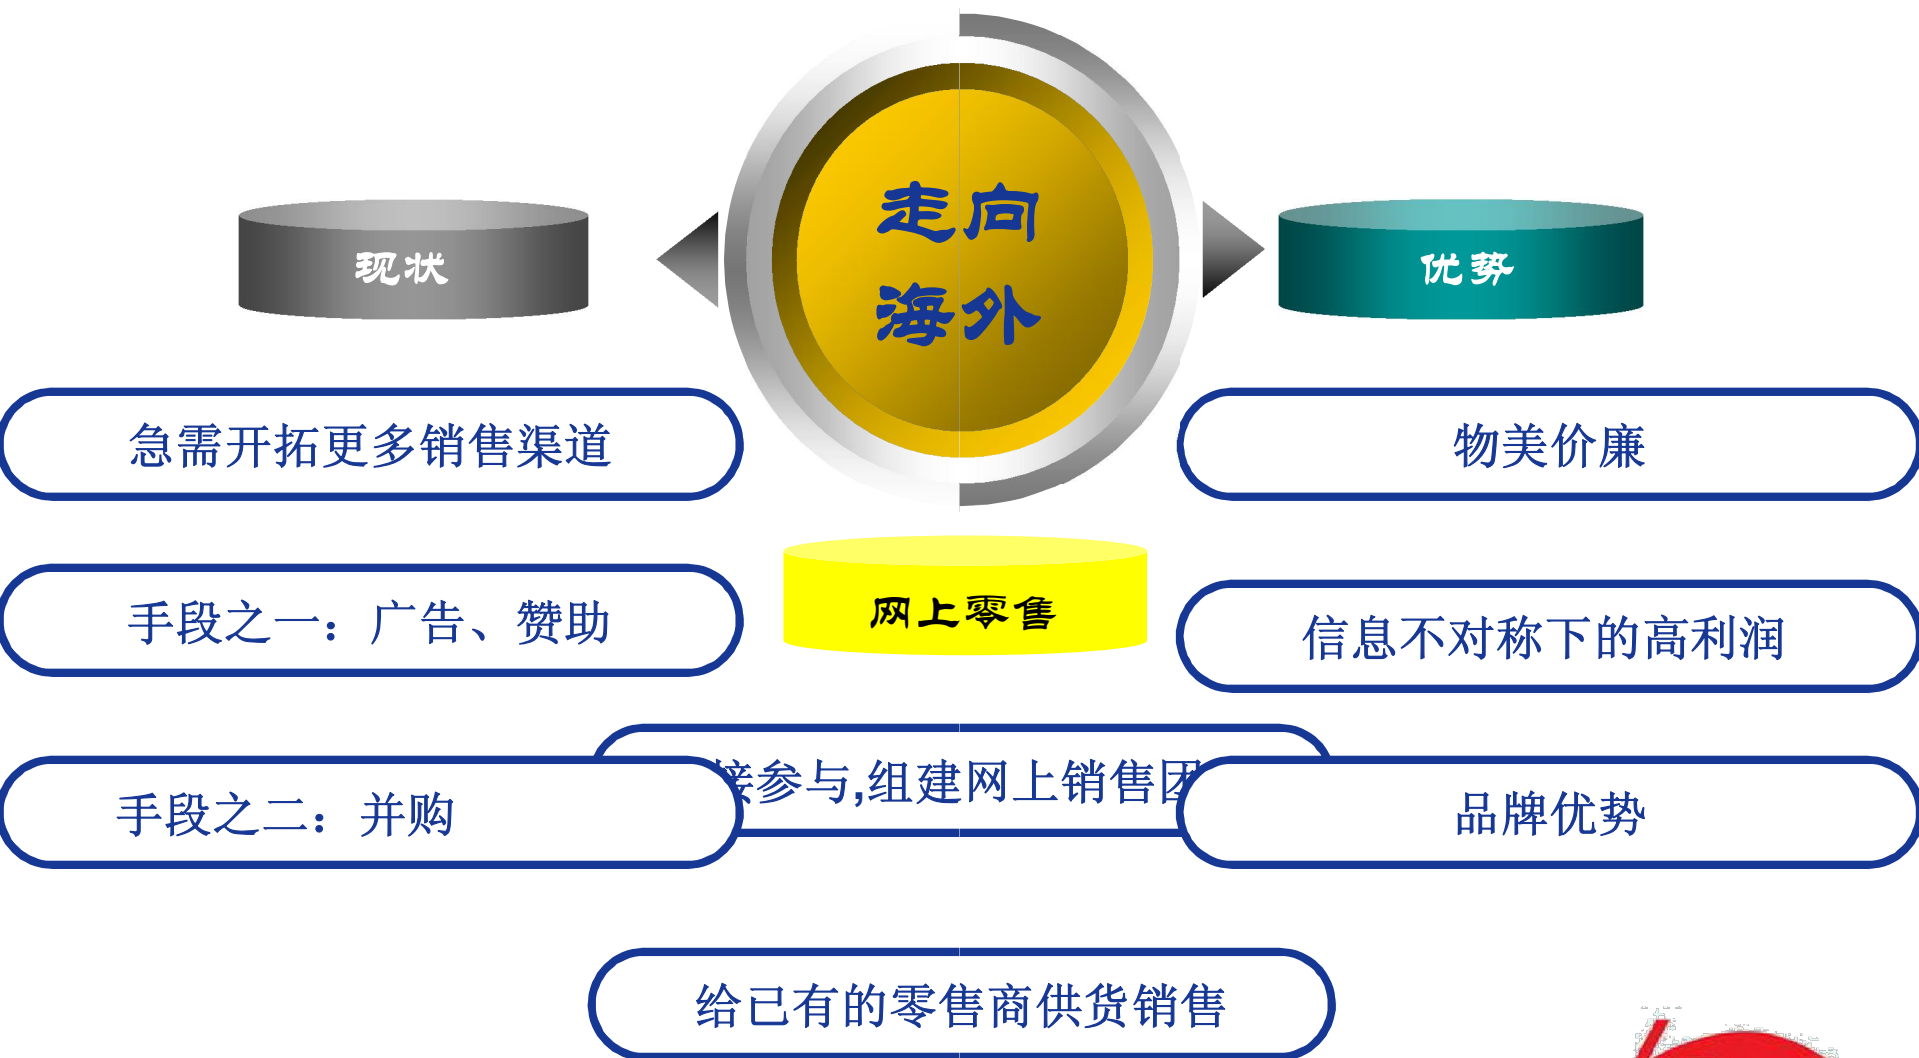 走向
海外
现状
优势
急需开拓更多销售渠道
物美价廉
手段之一：广告、赞助
网上零售
信息不对称下的高利润
接参与,组建网上销售团
手段之二：并购
品牌优势
给已有的零售商供货销售